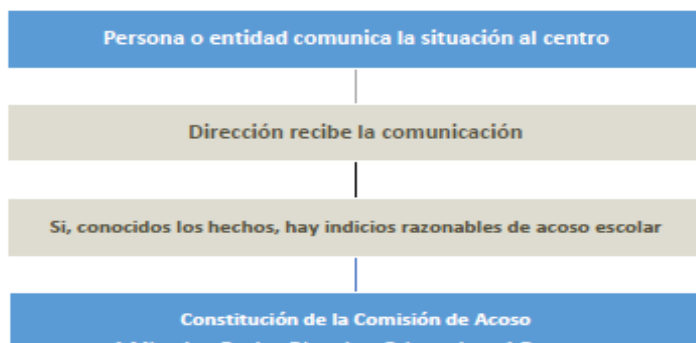 Persona o entidad comunica la situación al centro
Dirección recibe la comunicación
Si, conocidos los hechos, hay indicios razonables de acoso escolar
Constitución de la Comisión de Acoso